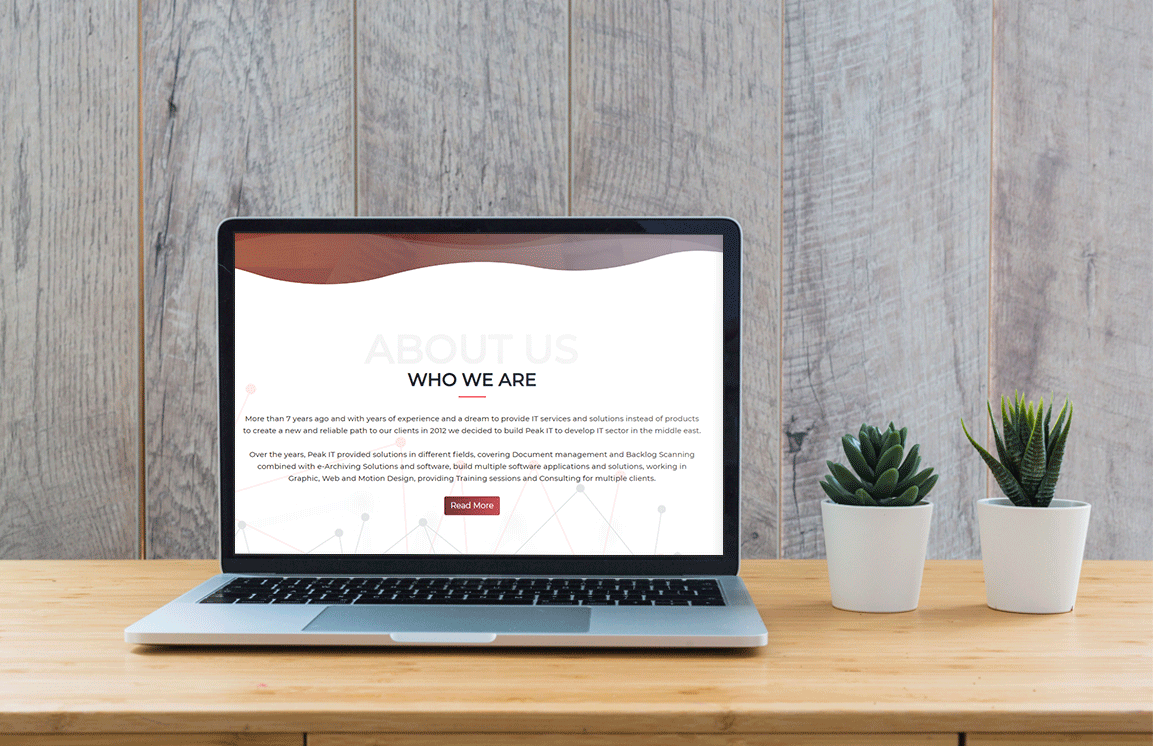 ABOUT US
WHO WE ARE
More than 7 years ago and with years of experience and a dream to provide IT services and solutions instead of products
to create a new and reliable path to our clients in 2012 we decided to build Peak IT to develop IT sector in the middle east.
Over the years, Peak IT provided solutions in different fields, covering Document management and Backlog Scanning
combined with e-Archiving Solutions and software, build multiple software applications and solutions, working in
Graphic, Web and Motion Design, providing Training sessions and Consulting for multiple clients.
Read More